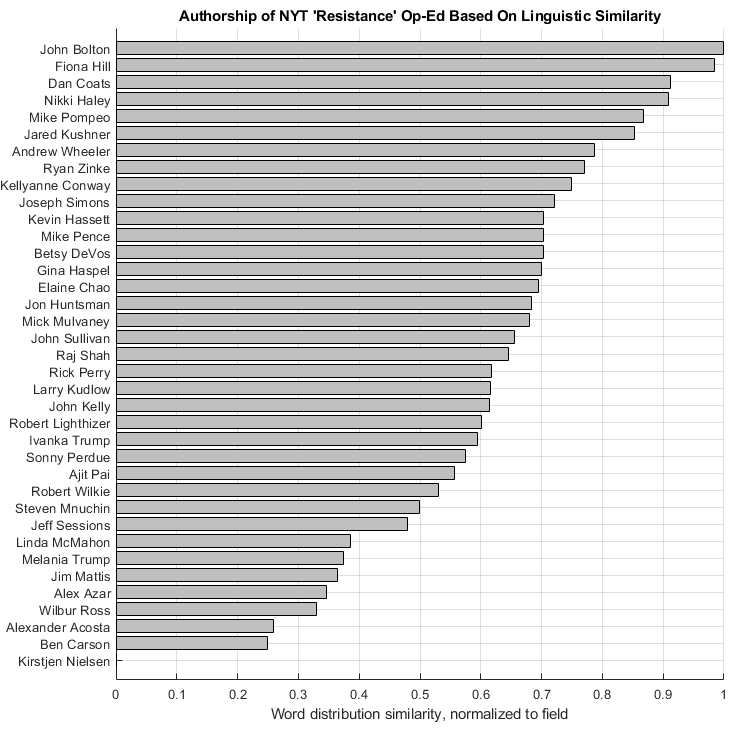 Authorship of NYT 'Resistance' Op-Ed Based On Linguistic Similarity
John Bolton
Fiona Hill
Dan Coats
Nikki Haley
Mike Pompeo
Jared Kushner
Andrew Wheeler
Ryan Zinke
Kellyanne Conway
Joseph Simons
Kevin Hassett
Mike Pence
Betsy DeVos
Gina Haspel
Elaine Chao
Jon Huntsman
Mick Mulvaney
John Sullivan
Raj Shah
Rick Perry
Larry Kudlow
John Kelly
Robert Lighthizer
Ivanka Trump
Sonny Perdue
Ajit Pai
Robert Wilkie
Steven Mnuchin
Jeff Sessions
Linda McMahon
Melania Trump
Jim Mattis
Alex Azar
Wilbur Ross
Alexander Acosta
Ben Carson
Kirstjen Nielsen
0 0.1 0.2 0.3 0.4 0.5 0.6 0.7 0.8 0.9 1
Word distribution similarity, normalized to field